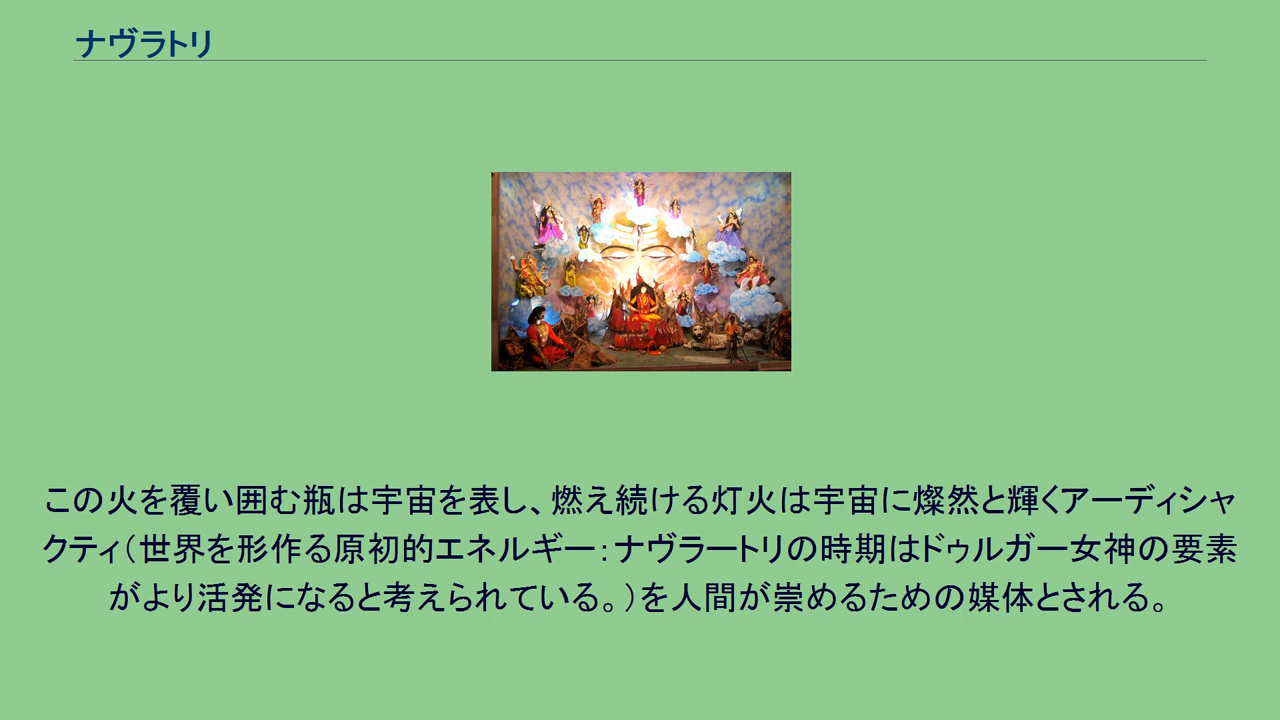 ナヴラトリ
この火を覆い囲む瓶は宇宙を表し、燃え続ける灯火は宇宙に燦然と輝くアーディシャ
クティ（世界を形作る原初的エネルギー：ナヴラートリの時期はドゥルガー女神の要素
がより活発になると考えられている。）を人間が崇めるための媒体とされる。